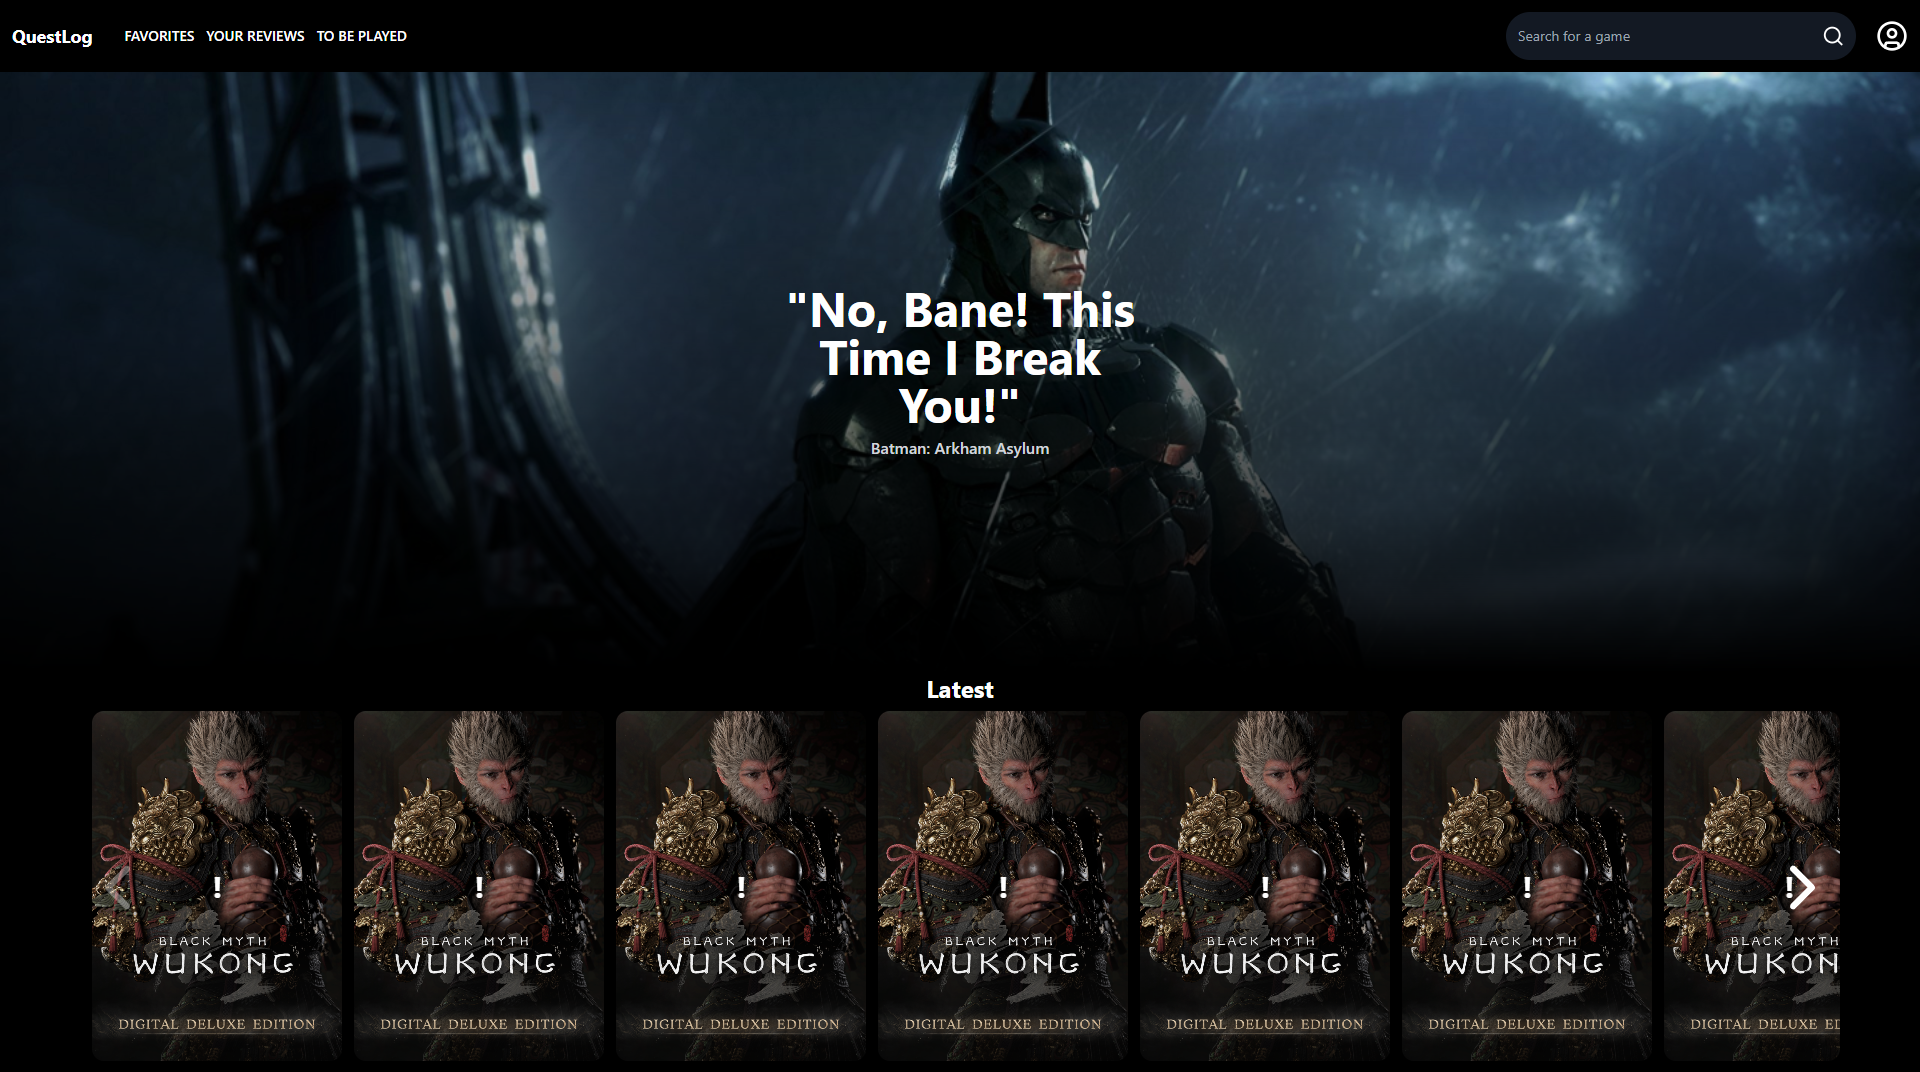 QuestLog
FAVORITES
YOUR REVIEWS
TO BE PLAYED
Search for a game
"No, Bane! This
Time I Break
You!"
Batman: Arkham Asylum
Latest
!
BLACK MYTH
WUKONG
DIGITAL DELUXE EDITION
!
BLACK MYTH
WUKONG
DIGITAL DELUXE EDITION
!
BLACK MYTH
WUKONG
DIGITAL DELUXE EDITION
!
BLACK MYTH
WUKONG
DIGITAL DELUXE EDITION
!
BLACK MYTH
WUKONG
DIGITAL DELUXE EDITION
!
BLACK MYTH
WUKONG
DIGITAL DELUXE EDITION
!
BLACK MYTH
WUKON
DIGITAL DELUXE ED